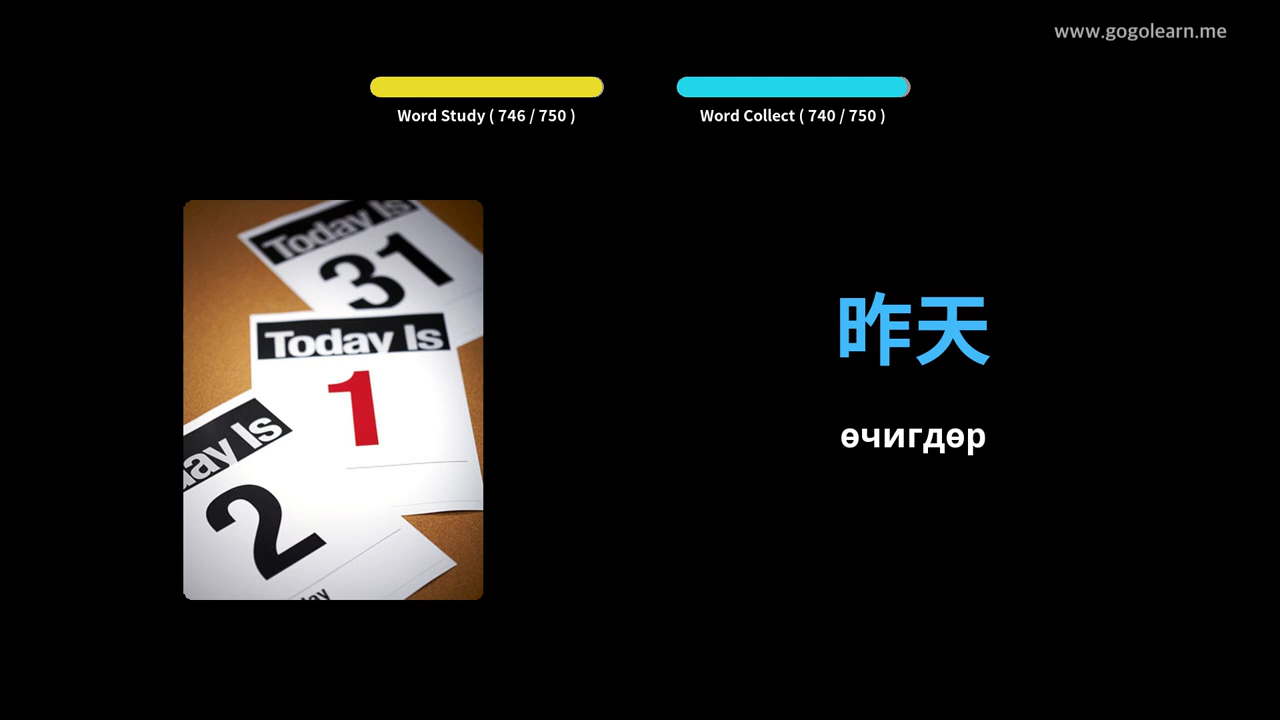 www.gogolearn.me
Word Study ( 746 / 750 )
Word Collect ( 740 / 750 )
Today Is
31
Today Is
1
ay Is
2
昨天
өчигдөр